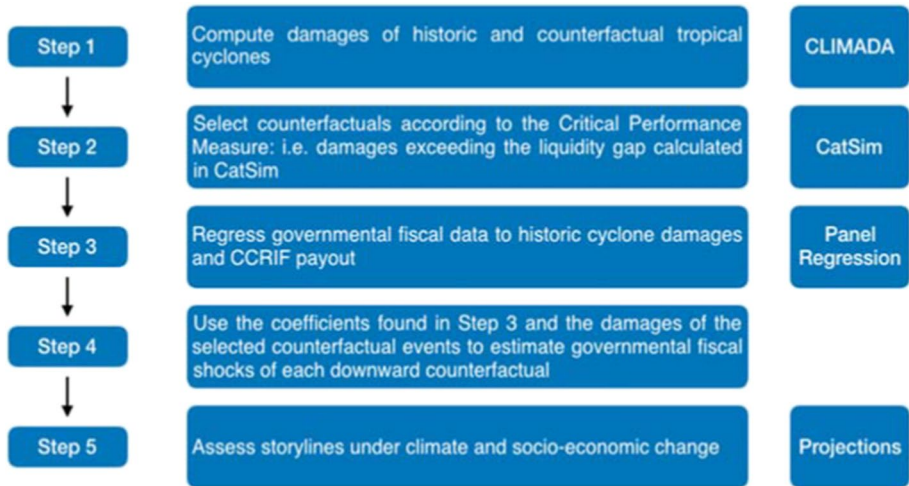 Step 1
Compute damages of historic and counterfactual tropical
cyclones
CLIMADA
Step 2
Select counterfactuals according to the Critical Performance
Measure: i.e. damages exceeding the liquidity gap calculated
in CatSim
CatSim
Step 3
Regress governmental fiscal data to historic cyclone damages
and CCRIF payout
Panel
Regression
Step 4
Use the coefficients found in Step 3 and the damages of the
selected counterfactual events to estimate governmental fiscal
shocks of each downward counterfactual
Step 5
Assess storylines under climate and socio-economic change
Projections